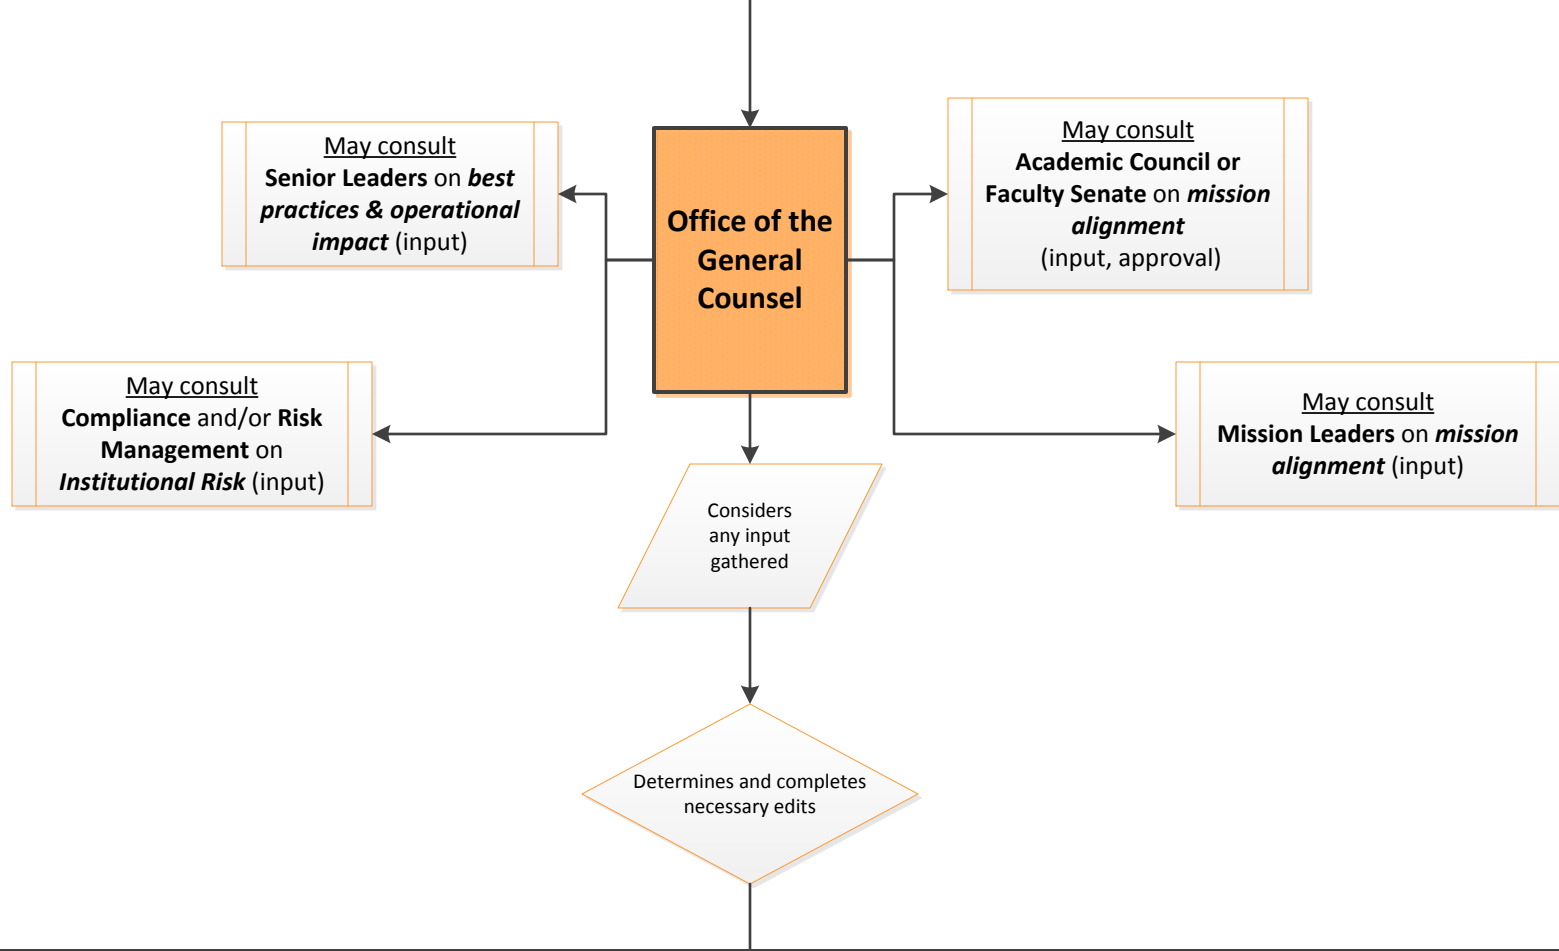 May consult
Senior Leaders on best
practices & operational
impact (input)
Office of the
General
Counsel
May consult
Academic Council or
Faculty Senate on mission
alignment
(input, approval)
May consult
Compliance and/or Risk
Management on
Institutional Risk (input)
May consult
Mission Leaders on mission
alignment (input)
Considers
any input
gathered
Determines and completes
necessary edits